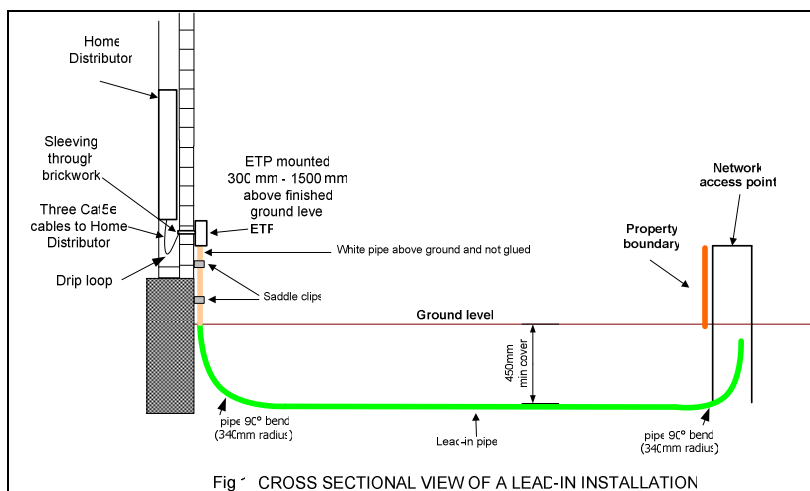 Home
Distributor
Sleeving
through
brickwork
Three Cat5e
cables to Home
Distributor
Drip loop
ETP mounted
300 mm - 1500 mm
above finished
ground leve
ETP
White pipe above ground and not glued
Saddle clips
Network
access point
Property
boundary
Ground level
450mm
min cover
pipe 90° bend
(340mm radius)
Lead-in pipe
pipe 90° bend
(340mm radius)
Fig 1 CROSS SECTIONAL VIEW OF A LEAD-IN INSTALLATION